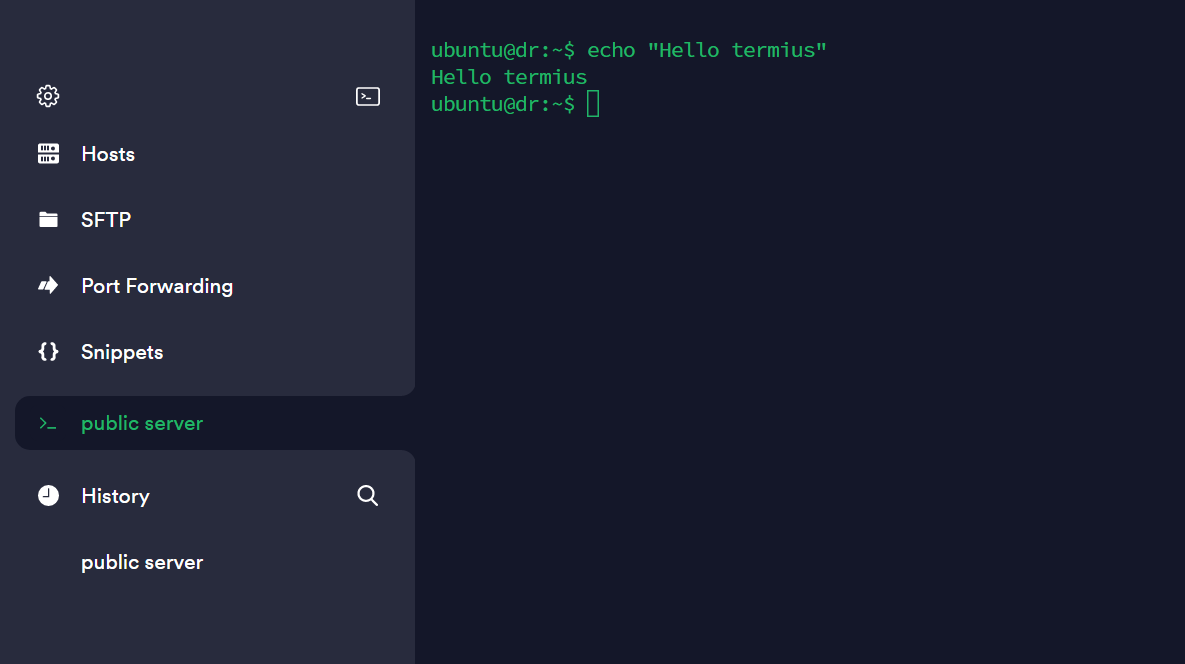 Hosts
SFTP
Port Forwarding
Snippets
public server
History
public server
ubuntu@dr:~$ echo "Hello termius"
Hello termius
ubuntu@dr:~$